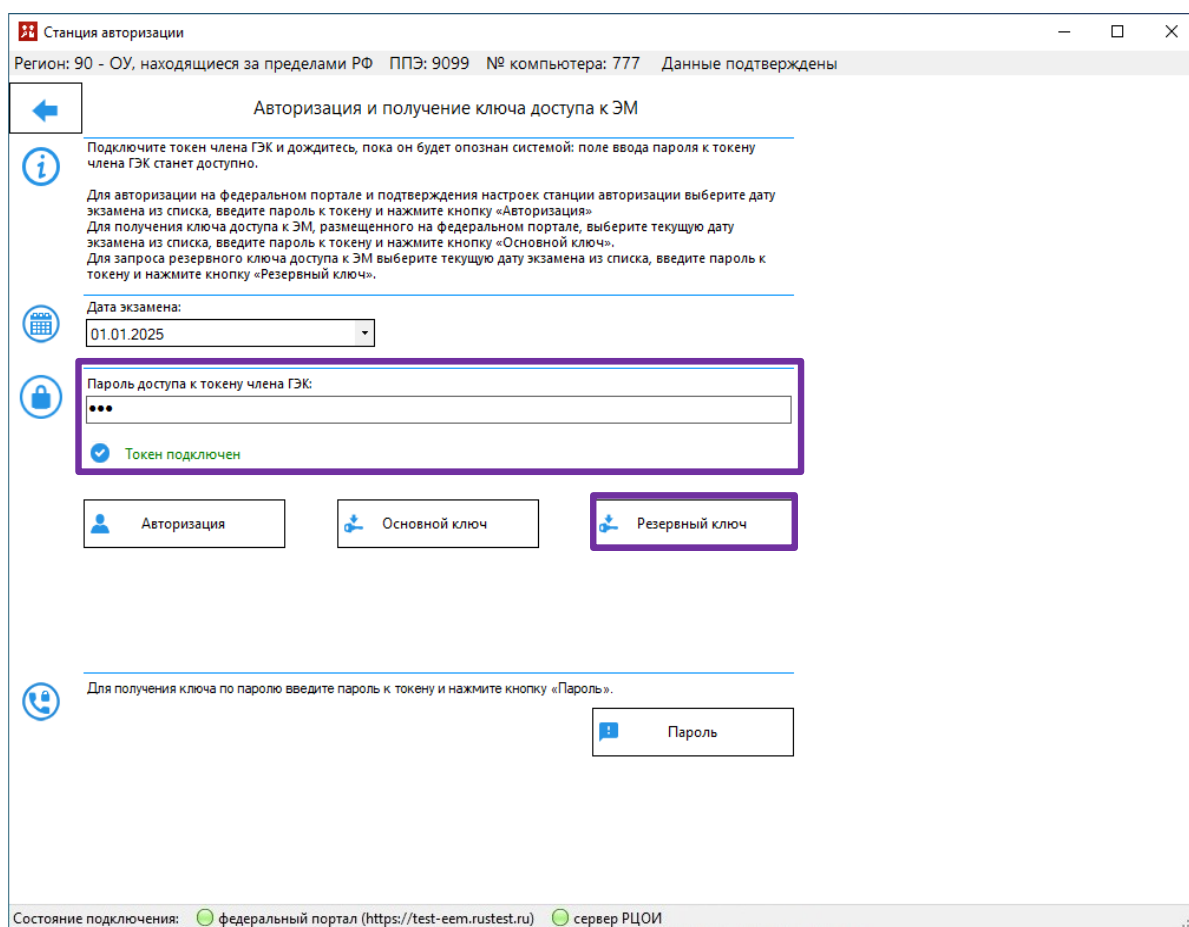 Станция авторизации
Регион: 90 - ОУ, находящиеся за пределами РФ ППЭ: 9099 № компьютера: 777 Данные подтверждены
Авторизация и получение ключа доступа к ЭМ
Подключите токен члена ГЭК и дождитесь, пока он будет опознан системой: поле ввода пароля к токену
члена ГЭК станет доступно.
Для авторизации на федеральном портале и подтверждения настроек станции авторизации выберите дату
экзамена из списка, введите пароль к токену и нажмите кнопку «Авторизация»
Для получения ключа доступа к ЭМ, размещенного на федеральном портале, выберите текущую дату
экзамена из списка, введите пароль к токену и нажмите кнопку «Основной ключ».
Для запроса резервного ключа доступа к ЭМ выберите текущую дату экзамена из списка, введите пароль к
токену и нажмите кнопку «Резервный ключ».
Дата экзамена:
01.01.2025
Пароль доступа к токену члена ГЭК:
•••
Токен подключен
Авторизация
Основной ключ
Резервный ключ
Для получения ключа по паролю введите пароль к токену и нажмите кнопку «Пароль».
Пароль
Состояние подключения: федеральный портал (https://test-eem.rustest.ru) сервер РЦОИ